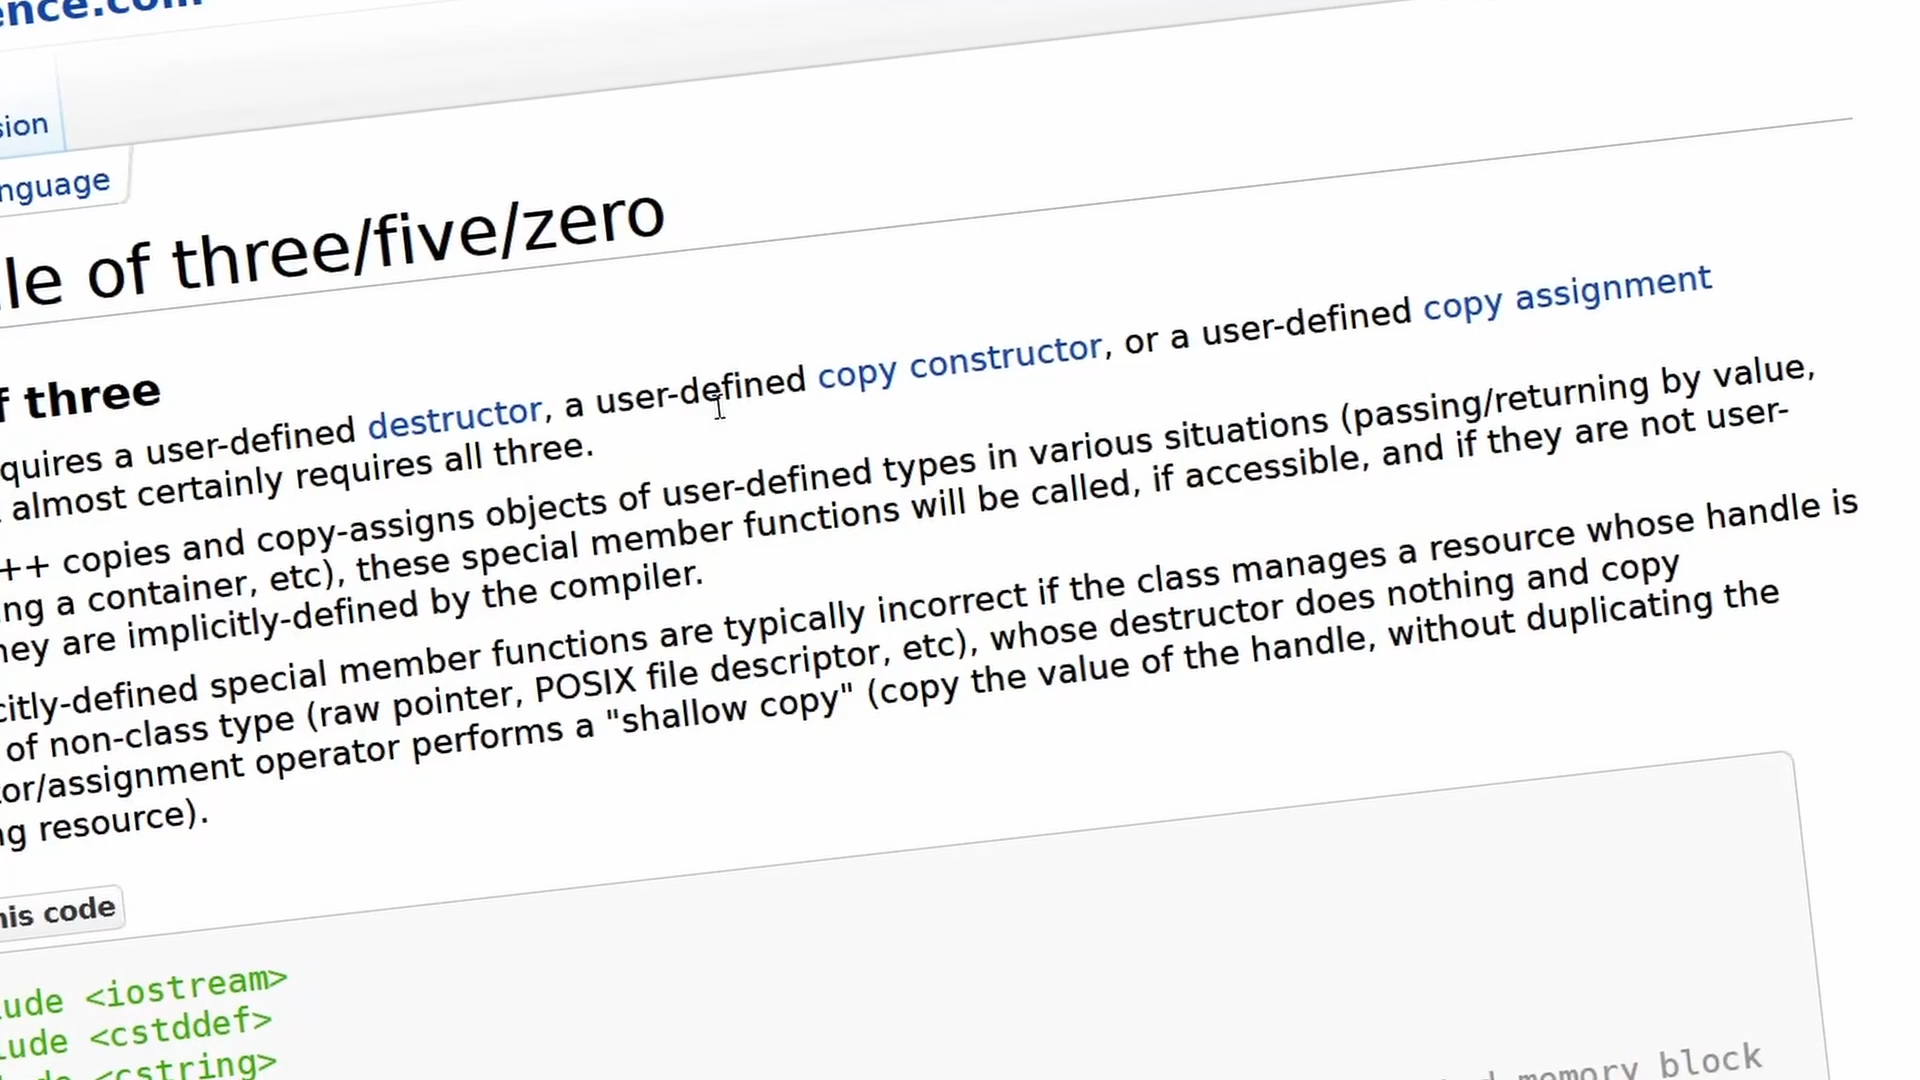 ence.com
sion
nguage
le of three/five/zero
f three
quires a user-defined destructor, a user-defined copy constructor, or a user-defined copy assignment
almost certainly requires all three.
++ copies and copy-assigns objects of user-defined types in various situations (passing/returning by value,
ng a container, etc), these special member functions will be called, if accessible, and if they are not user-
hey are implicitly-defined by the compiler.
citly-defined special member functions are typically incorrect if the class manages a resource whose handle is
of non-class type (raw pointer, POSIX file descriptor, etc), whose destructor does nothing and copy
or/assignment operator performs a "shallow copy" (copy the value of the handle, without duplicating the
ng resource).
his code
lude <iostream>
lude <cstddef>
<cstring>
memory block